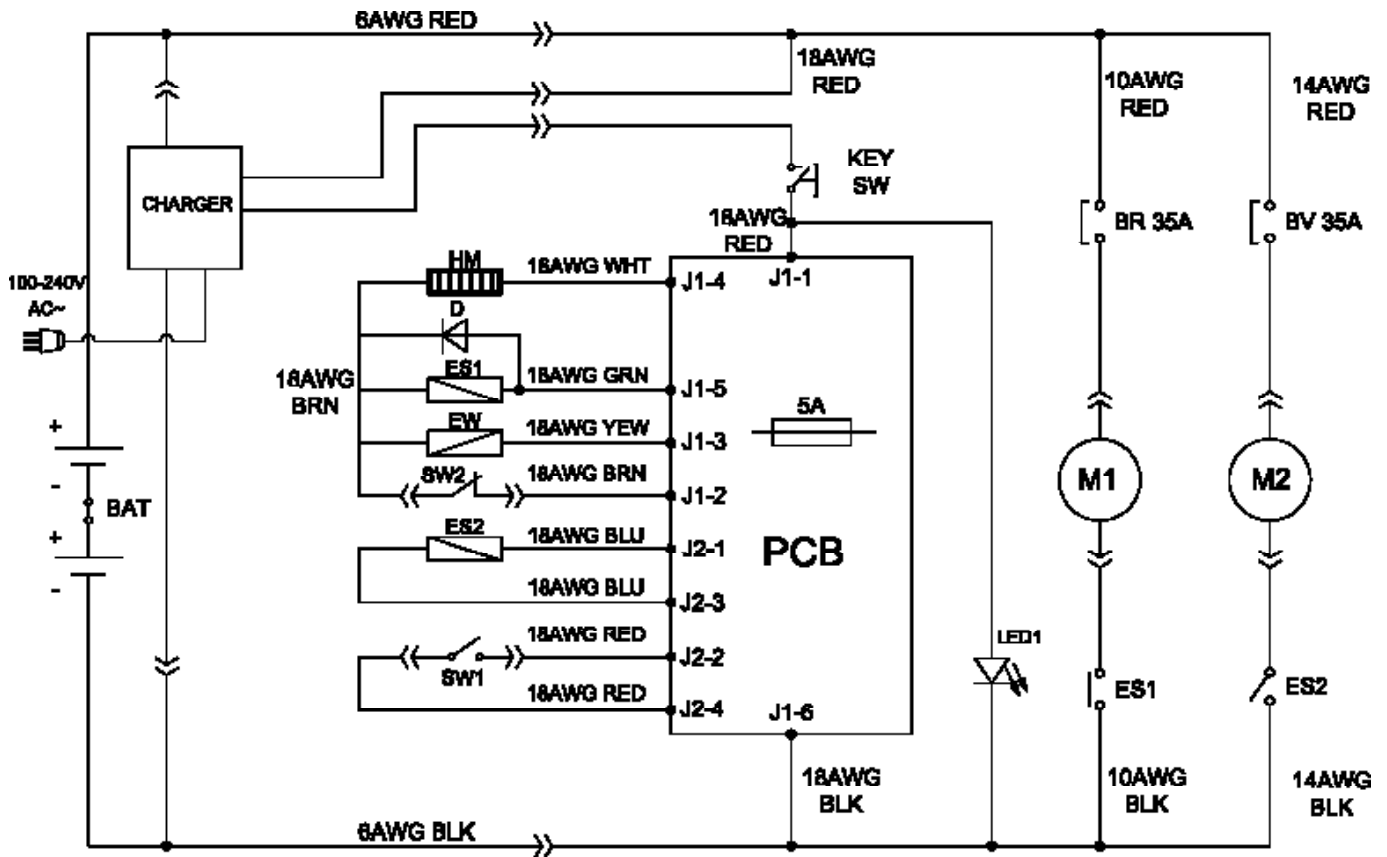 6AWG RED
18AWG
RED
10AWG
RED
14AWG
RED
KEY
SW
CHARGER
18AWG
RED
BR 35A
BV 35A
100-240V
AC~
HM
18AWG WHT
J1-4
J1-1
D
18AWG
BRN
ES1
18AWG GRN
J1-5
5A
EW
18AWG YEW
J1-3
+
-
BAT
+
-
SW2
18AWG BRN
J1-2
M1
M2
ES2
18AWG BLU
J2-1
PCB
18AWG BLU
J2-3
18AWG RED
J2-2
SW1
18AWG RED
J2-4
LED1
J1-6
ES1
ES2
18AWG
BLK
10AWG
BLK
14AWG
BLK
6AWG BLK